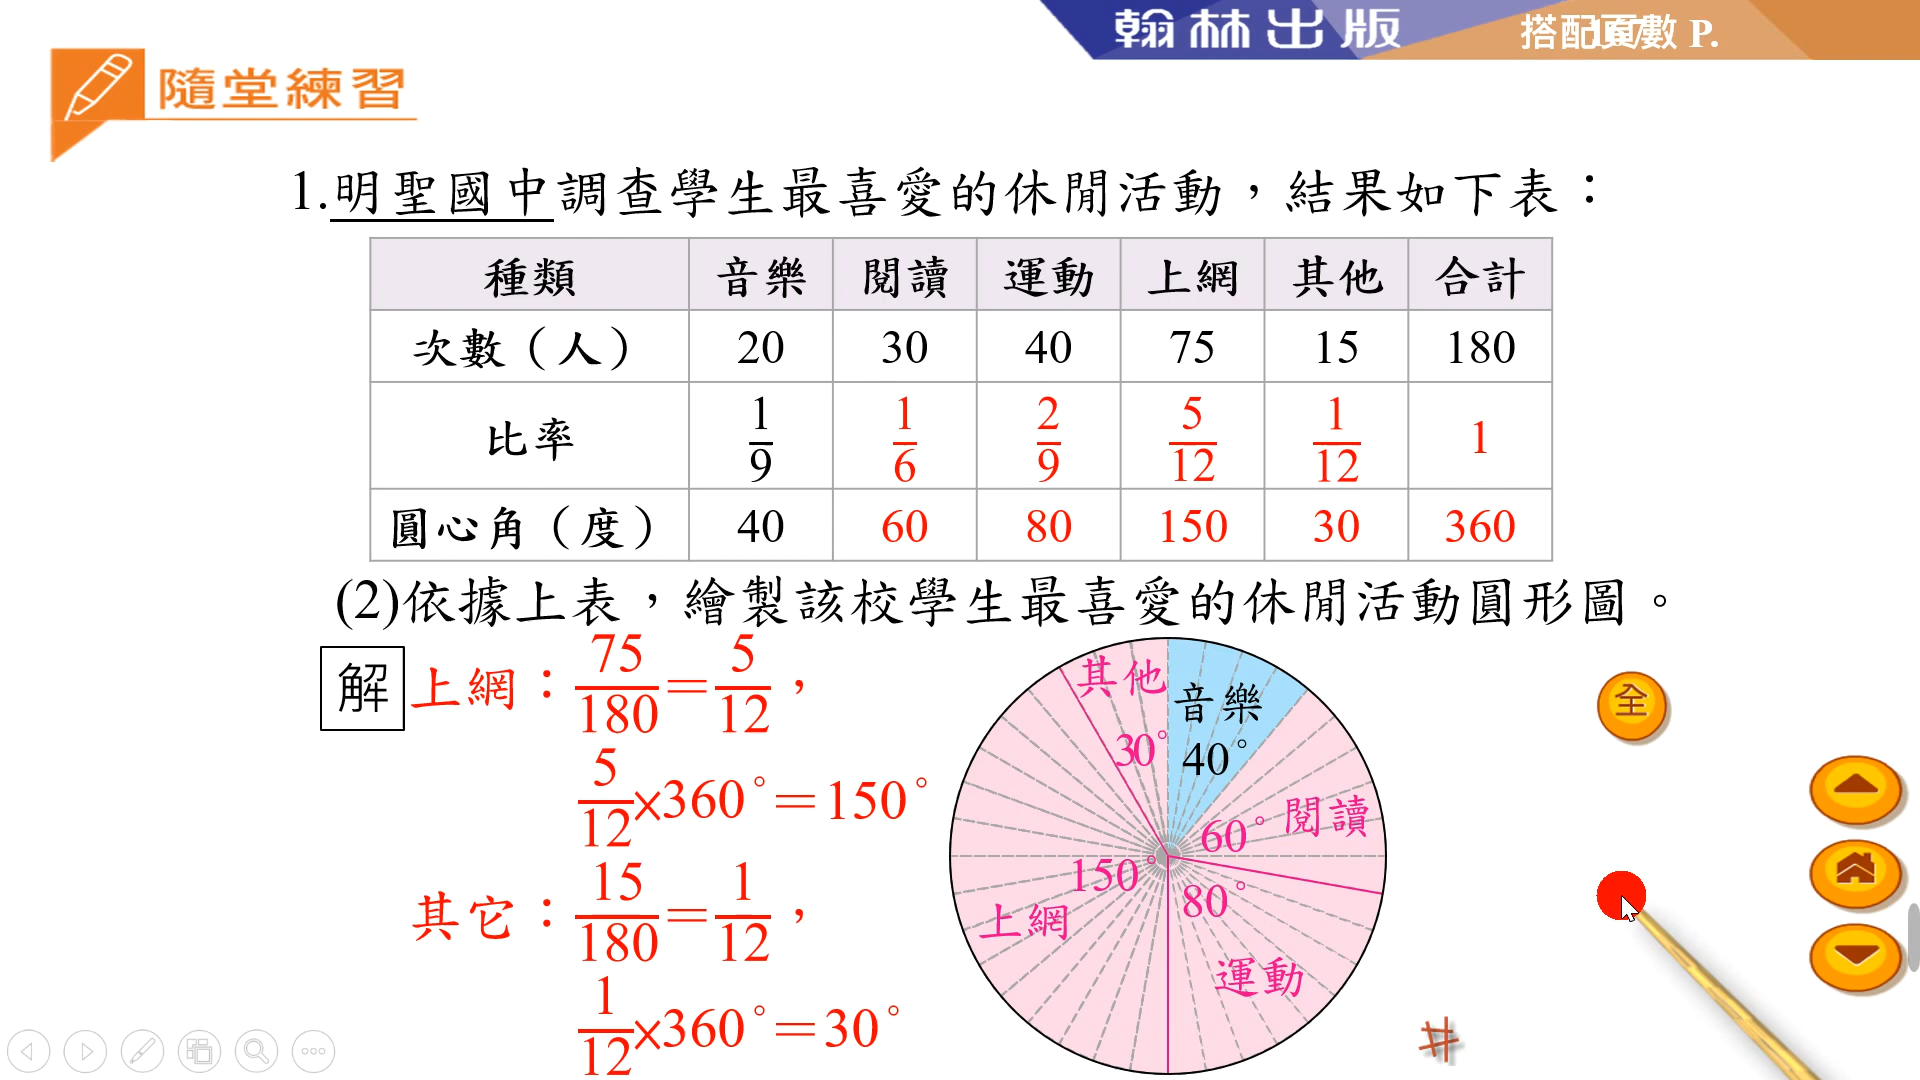 翰林出版
搭配頁數 P.
隨堂練習
1.明聖國中調查學生最喜愛的休閒活動，結果如下表：
種類 音樂 閱讀 運動 上網 其他 合計
次數（人） 20 30 40 75 15 180
比率 1/9 1/6 2/9 5/12 1/12 1
圓心角（度） 40 60 80 150 30 360
(2)依據上表，繪製該校學生最喜愛的休閒活動圓形圖。
解 上網：75/180＝5/12，
5/12×360°＝150°
其它：15/180＝1/12，
1/12×360°＝30°
其他
30°
音樂
40°
閱讀
60°
150°
上網
80°
運動
全